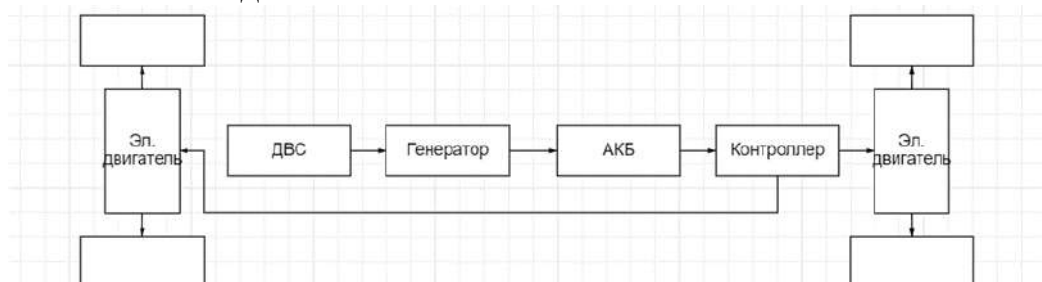 Эл.
двигатель
ДВС
Генератор
АКБ
Контроллер
Эл.
двигатель